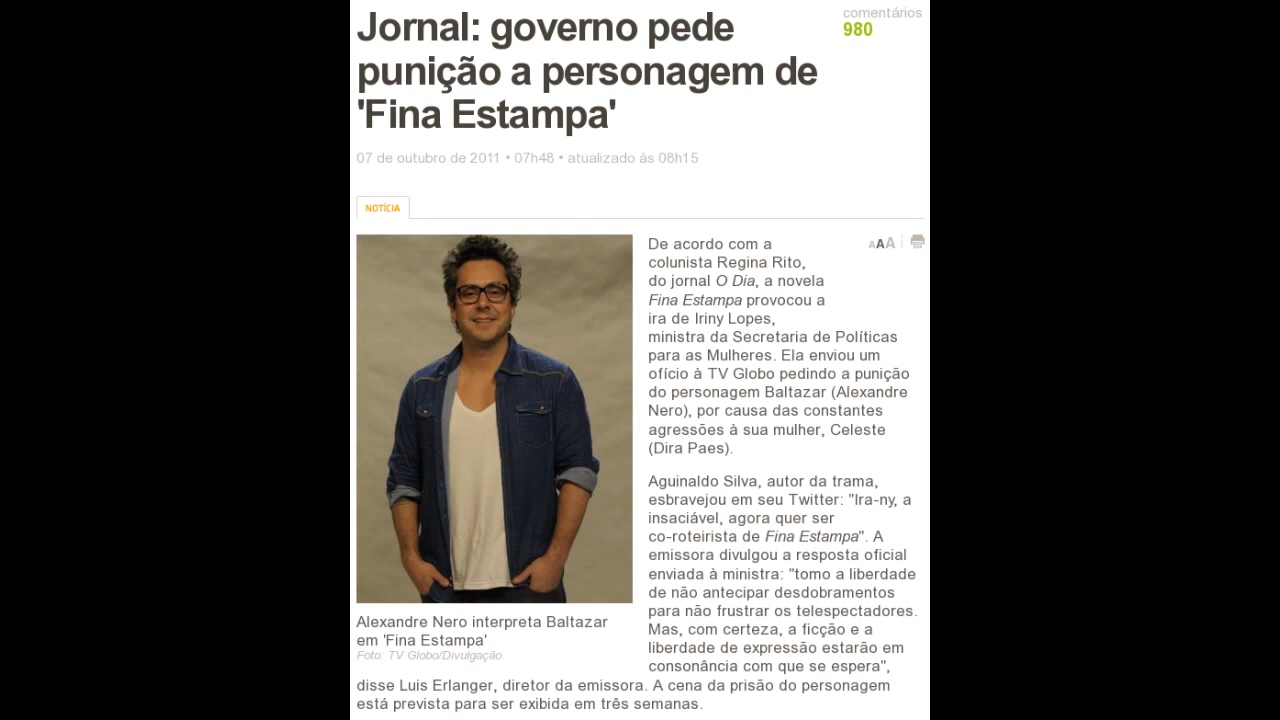 Jornal: governo pede
punição a personagem de
'Fina Estampa'
comentários
980
07 de outubro de 2011 • 07h48 • atualizado às 08h15
NOTÍCIA
AAA
De acordo com a
colunista Regina Rito,
do jornal O Dia, a novela
Fina Estampa provocou a
ira de Iriny Lopes,
ministra da Secretaria de Políticas
para as Mulheres. Ela enviou um
ofício à TV Globo pedindo a punição
do personagem Baltazar (Alexandre
Nero), por causa das constantes
agressões à sua mulher, Celeste
(Dira Paes).
Aguinaldo Silva, autor da trama,
esbravejou em seu Twitter: "Ira-ny, a
insaciável, agora quer ser
co-roteirista de Fina Estampa". A
emissora divulgou a resposta oficial
enviada à ministra: "tomo a liberdade
de não antecipar desdobramentos
para não frustrar os telespectadores.
Mas, com certeza, a ficção e a
liberdade de expressão estarão em
consonância com que se espera",
disse Luis Erlanger, diretor da emissora. A cena da prisão do personagem
está prevista para ser exibida em três semanas.
Alexandre Nero interpreta Baltazar
em 'Fina Estampa'
Foto: TV Globo/Divulgação